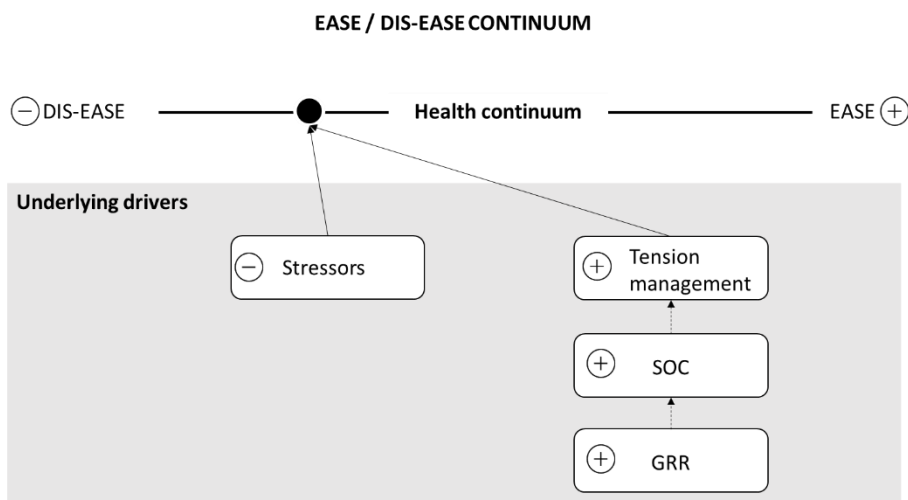 EASE / DIS-EASE CONTINUUM
− DIS-EASE Health continuum EASE +
Underlying drivers
− Stressors
+ Tension
management
+ SOC
+ GRR